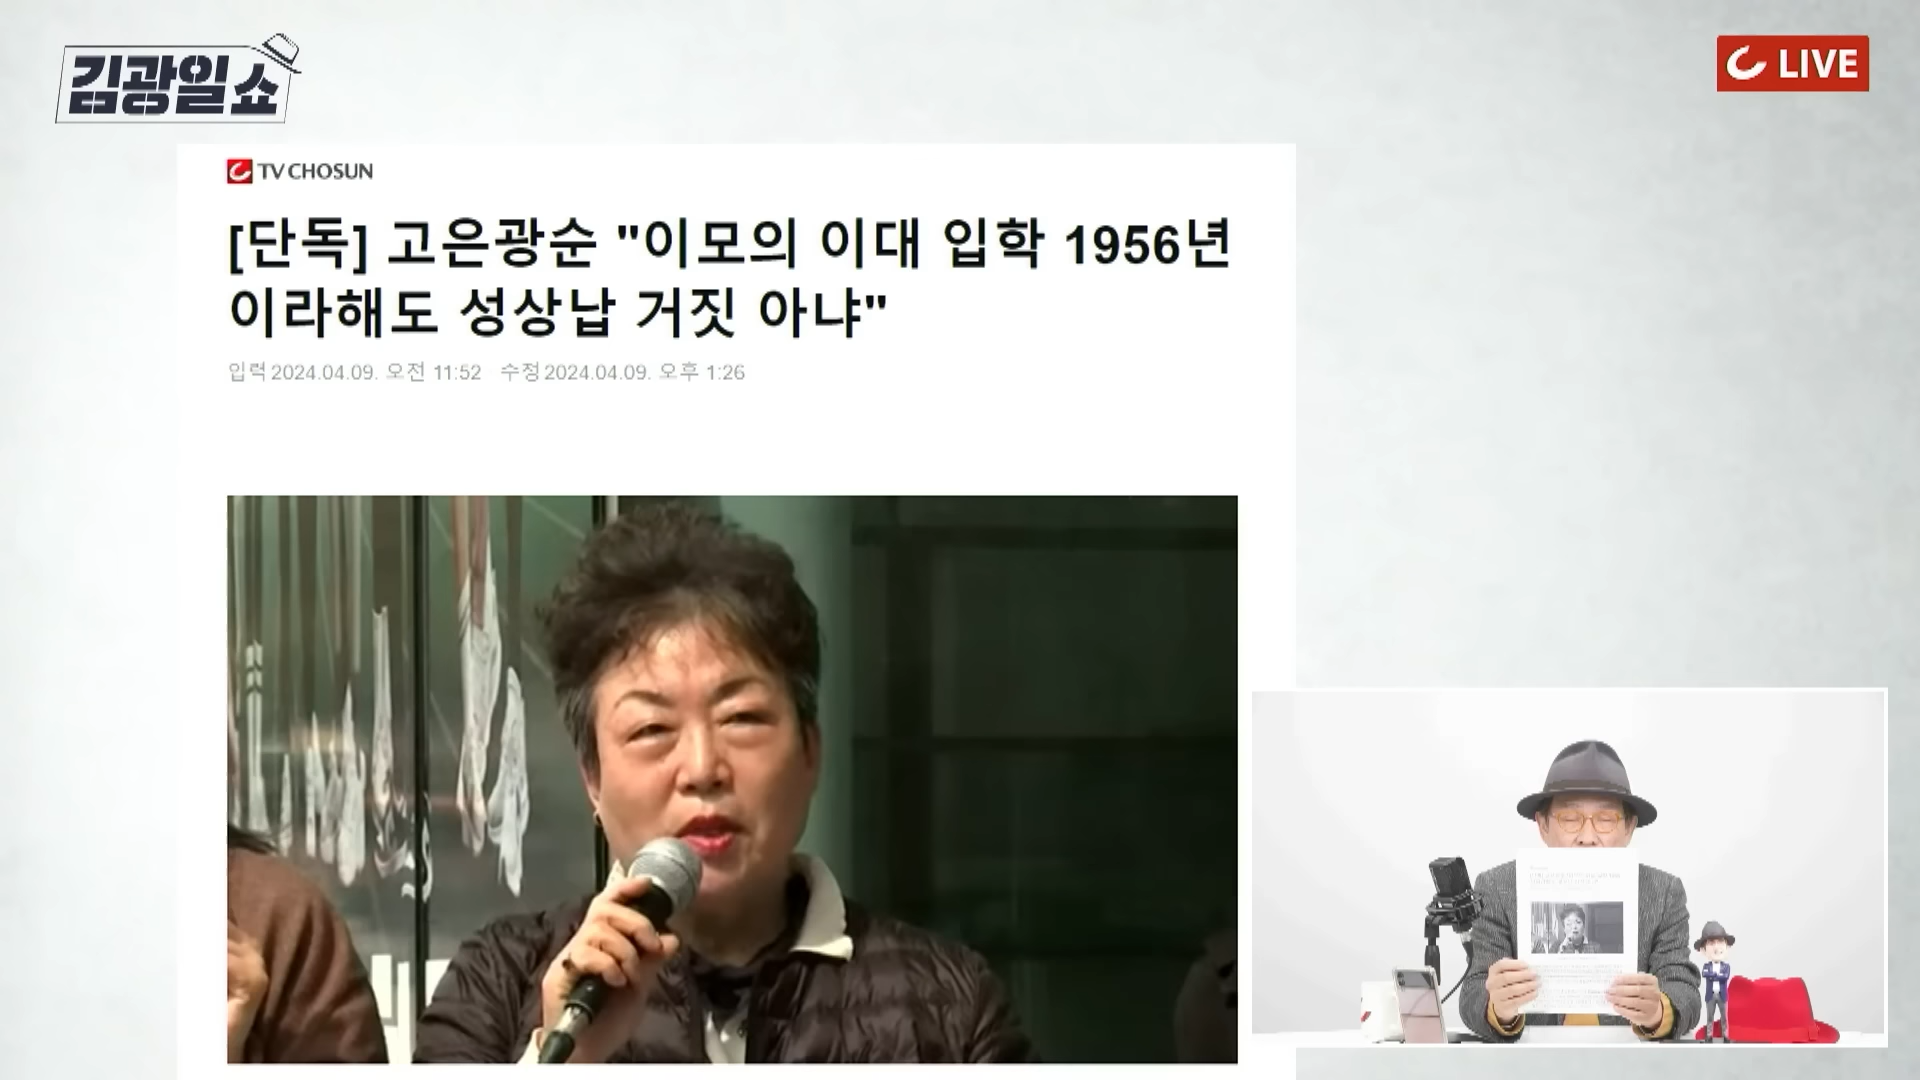 김광일쇼
LIVE
TV CHOSUN
[단독] 고은광순 "이모의 이대 입학 1956년
이라해도 성상납 거짓 아냐"
입력 2024.04.09. 오전 11:52 수정 2024.04.09. 오후 1:26